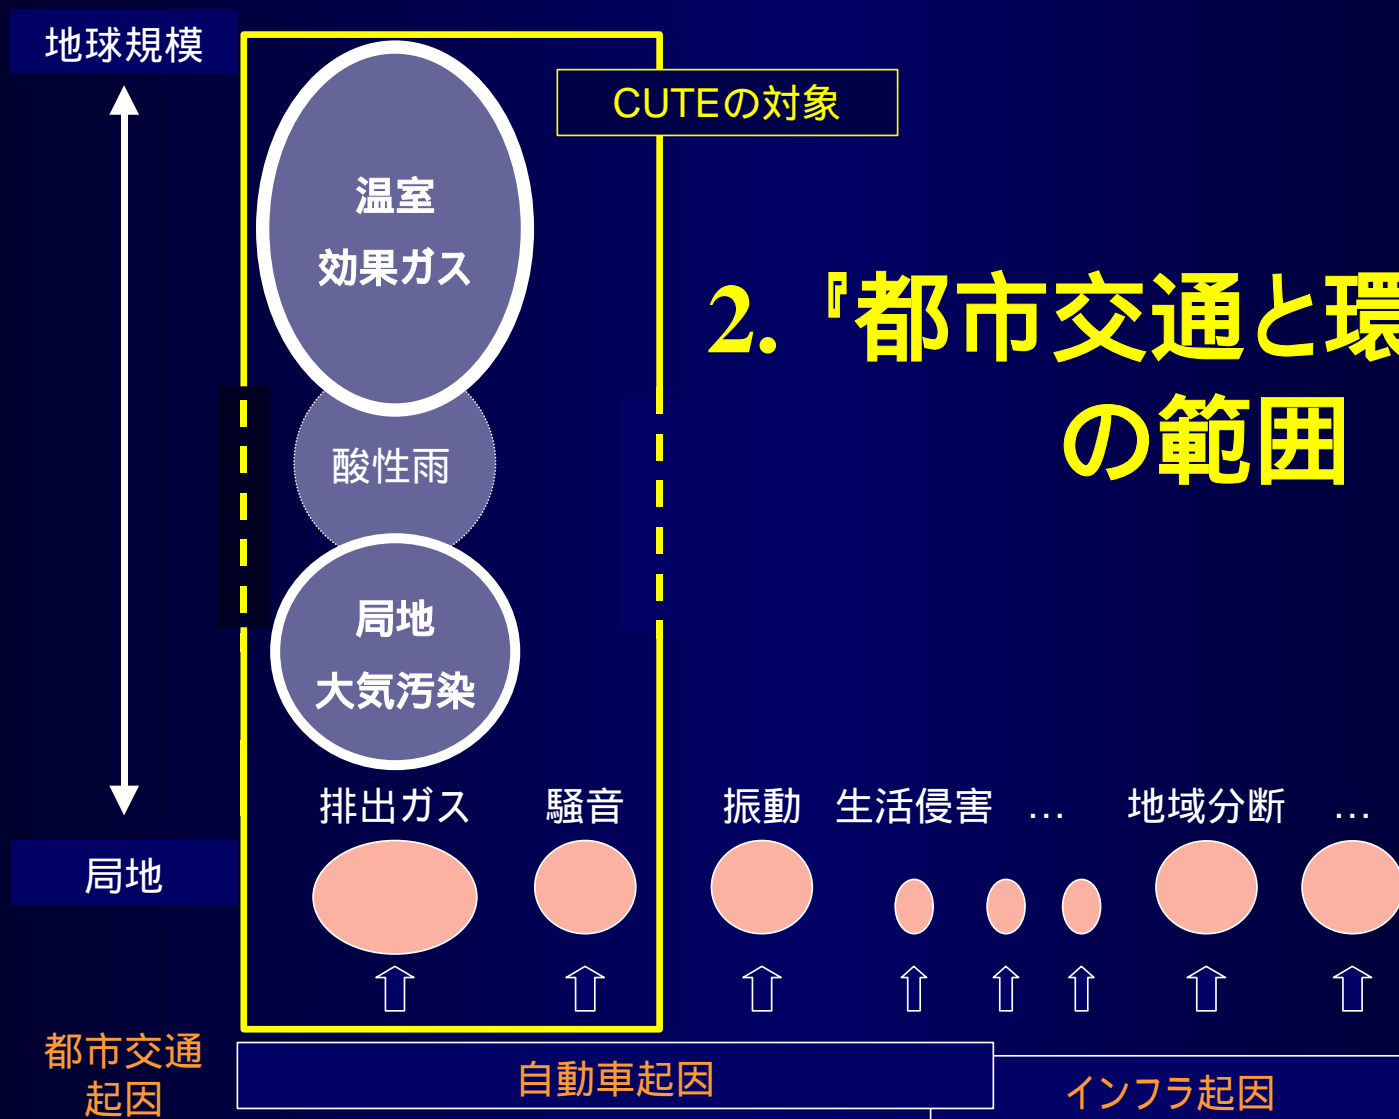 地球規模
CUTEの対象
温室
効果ガス
2.『都市交通と環
の範囲
酸性雨
局地
大気汚染
排出ガス 騒音 振動 生活侵害 … 地域分断 …
局地
都市交通
起因
自動車起因
インフラ起因